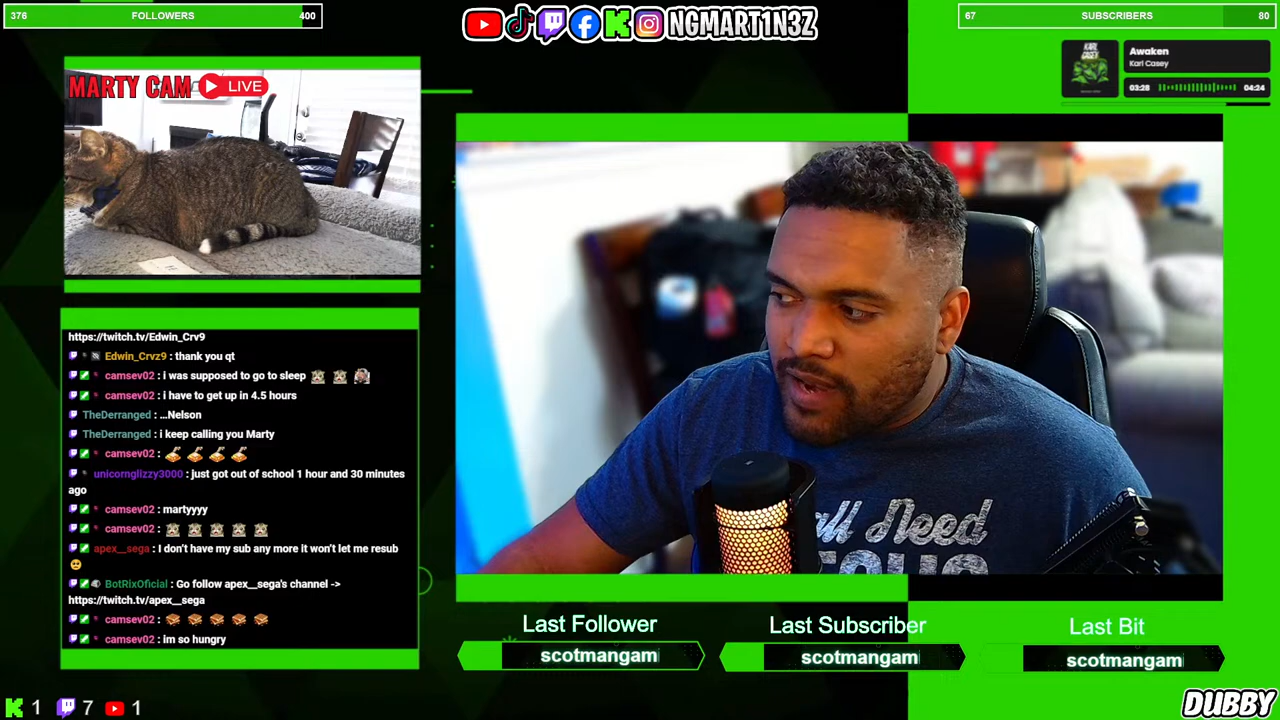 376 FOLLOWERS 400
NGMART1N3Z
67 SUBSCRIBERS 80
KARL CASEY
Awaken
Karl Casey
03:28 04:24
MARTY CAM LIVE
https://twitch.tv/Edwin_Crv9
Edwin_Crvz9 : thank you qt
camsev02 : i was supposed to go to sleep
camsev02 : i have to get up in 4.5 hours
TheDerranged : ...Nelson
TheDerranged : i keep calling you Marty
camsev02 :
unicornglizzy3000 : just got out of school 1 hour and 30 minutes
ago
camsev02 : martyyyy
camsev02 :
apex__sega : I don't have my sub any more it won't let me resub
BotRixOficial : Go follow apex__sega's channel ->
https://twitch.tv/apex__sega
camsev02 :
camsev02 : im so hungry
all Need
Last Follower
scotmangam
Last Subscriber
scotmangam
Last Bit
scotmangam
1 7 1
DUBBY